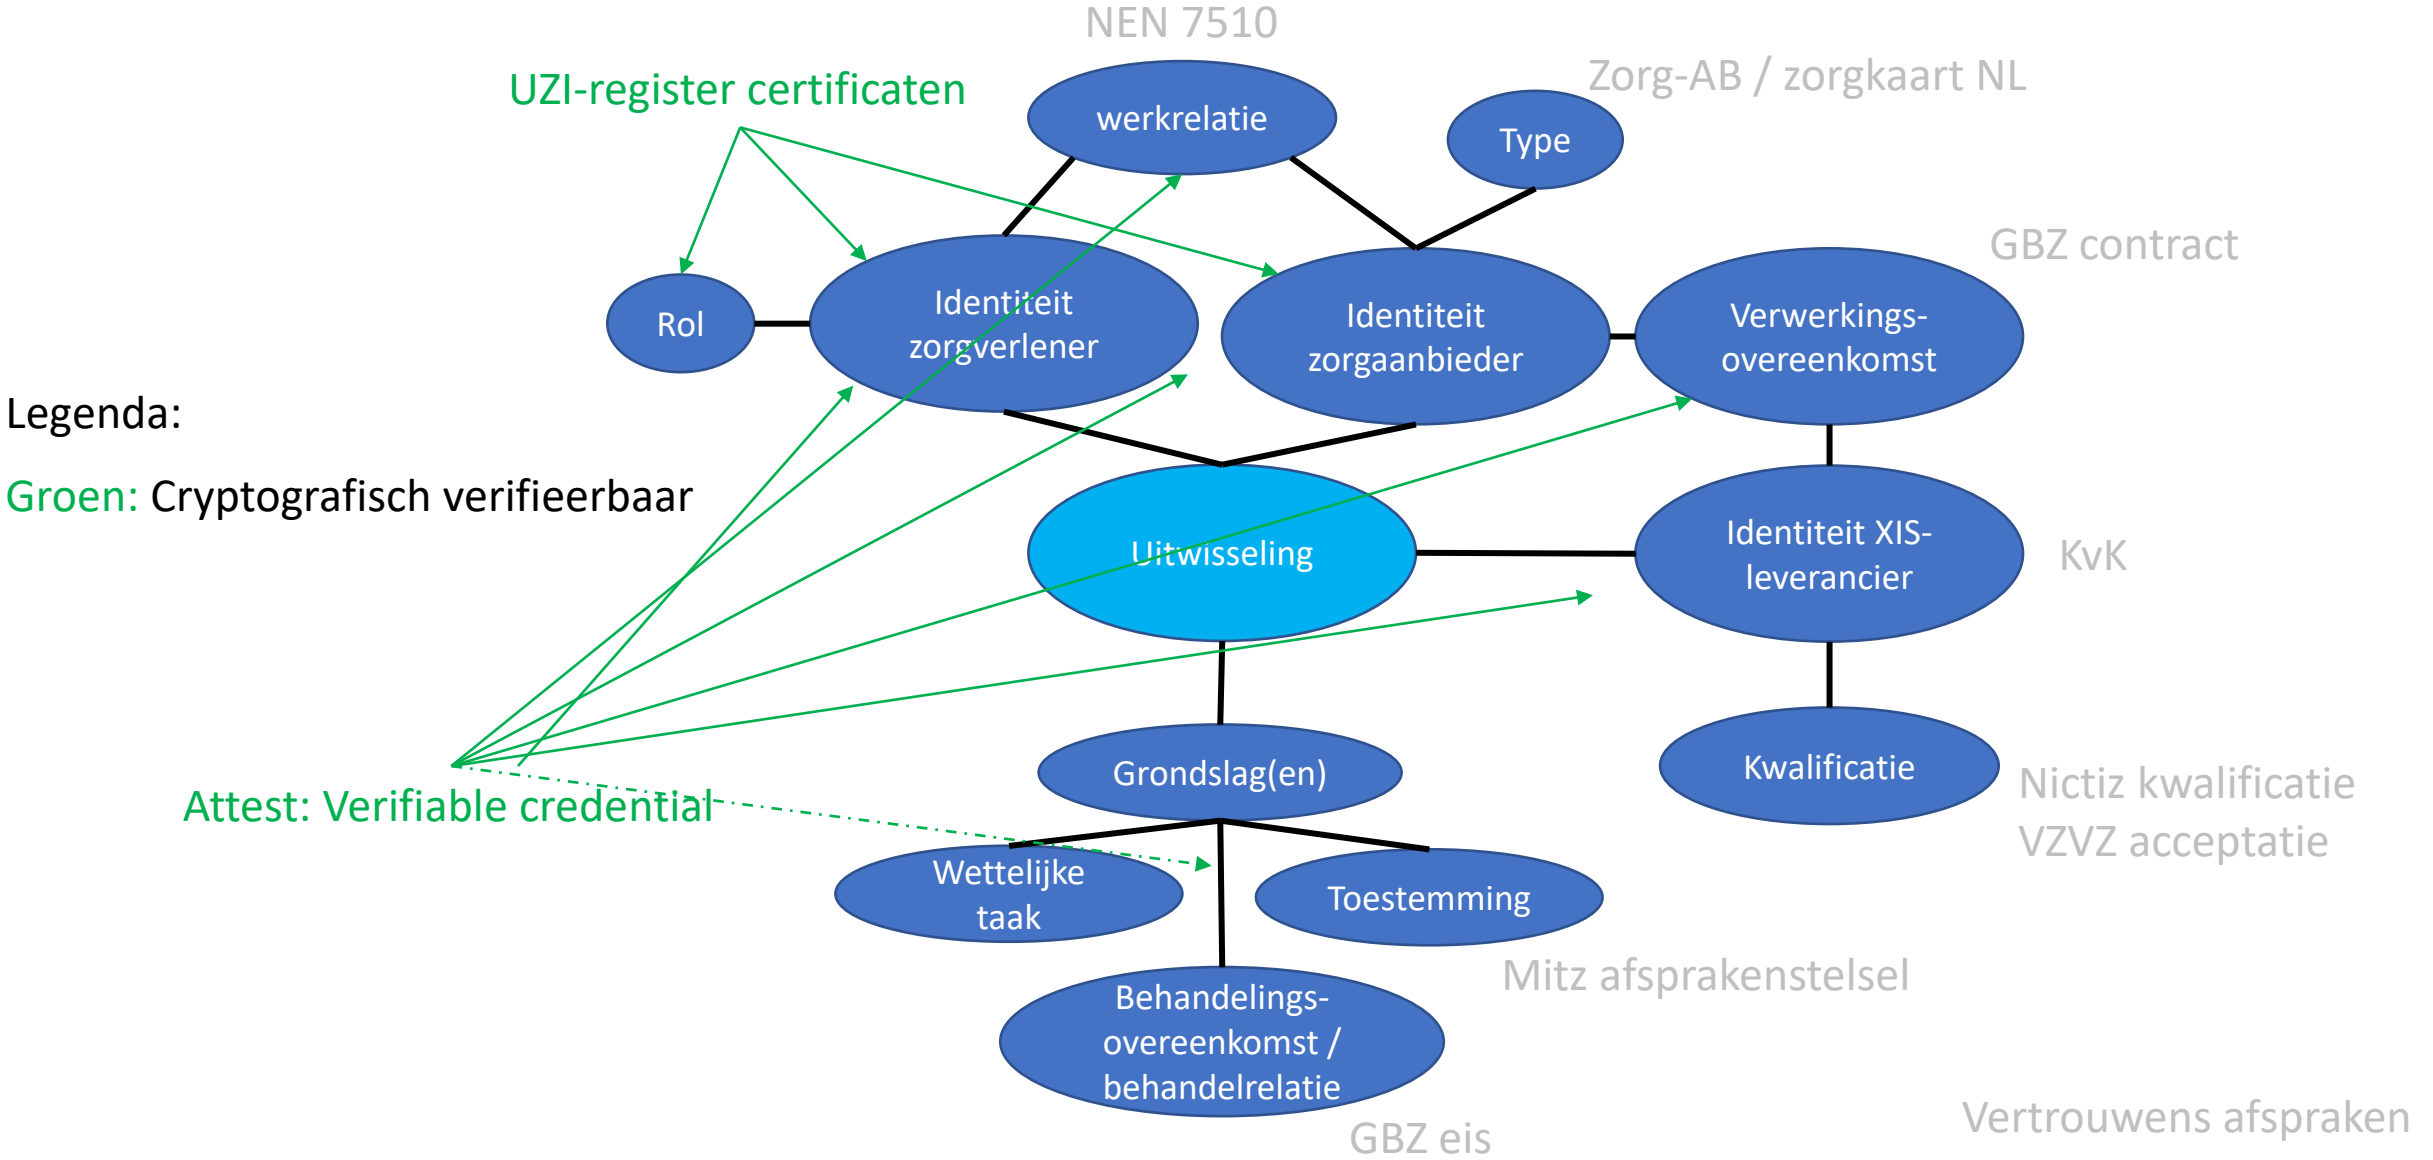 NEN 7510
UZI-register certificaten
Zorg-AB / zorgkaart NL
werkrelatie
Type
GBZ contract
Identiteit
zorgverlener
Rol
Identiteit
zorgaanbieder
Verwerkings-
overeenkomst
Legenda:
Groen: Cryptografisch verifieerbaar
Uitwisseling
Identiteit XIS-
leverancier
KvK
Grondslag(en)
Kwalificatie
Nictiz kwalificatie
VZVZ acceptatie
Attest: Verifiable credential
Wettelijke
taak
Toestemming
Mitz afsprakenstelsel
Behandelings-
overeenkomst /
behandelrelatie
GBZ eis
Vertrouwens afspraken